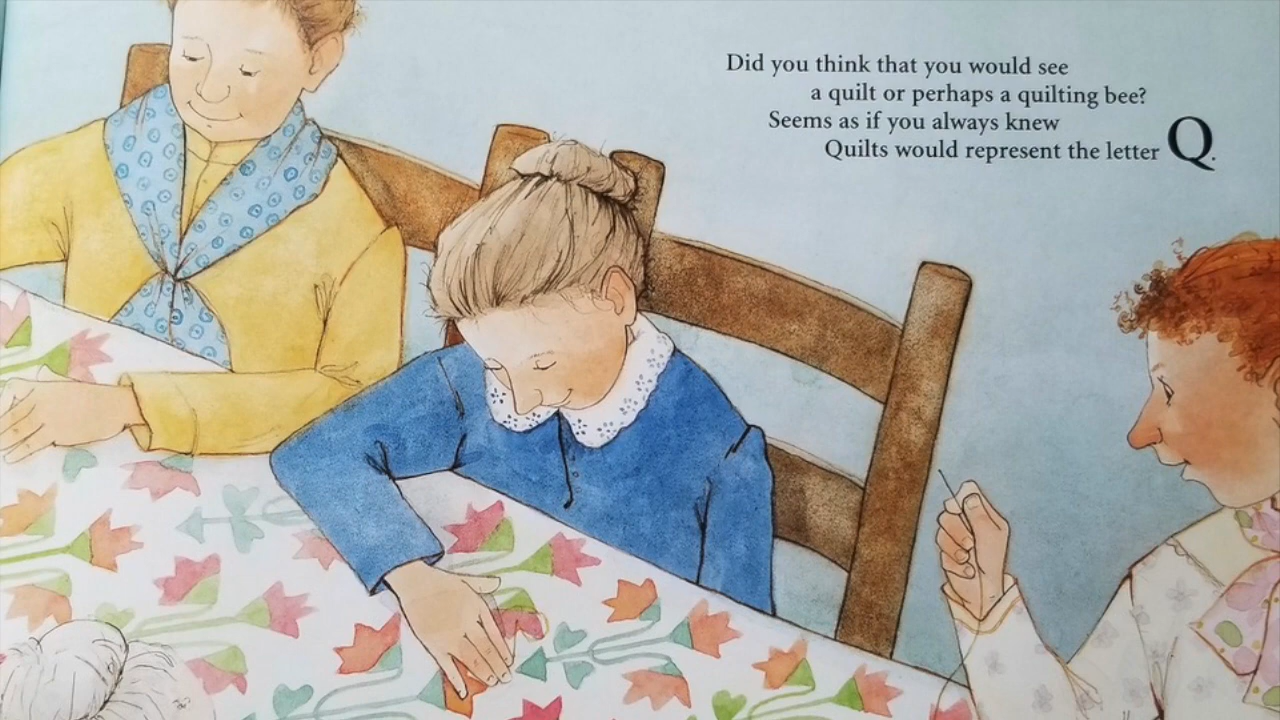 Did you think that you would see
a quilt or perhaps a quilting bee?
Seems as if you always knew
Quilts would represent the letter Q.